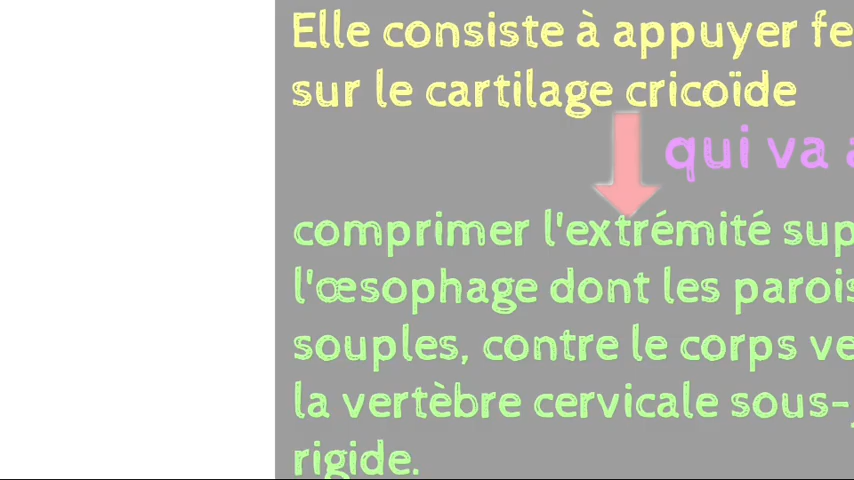 Elle consiste à appuyer fe
sur le cartilage cricoïde
qui va a
comprimer l'extrémité sup
l'œsophage dont les parois
souples, contre le corps ve
la vertèbre cervicale sous-j
rigide.